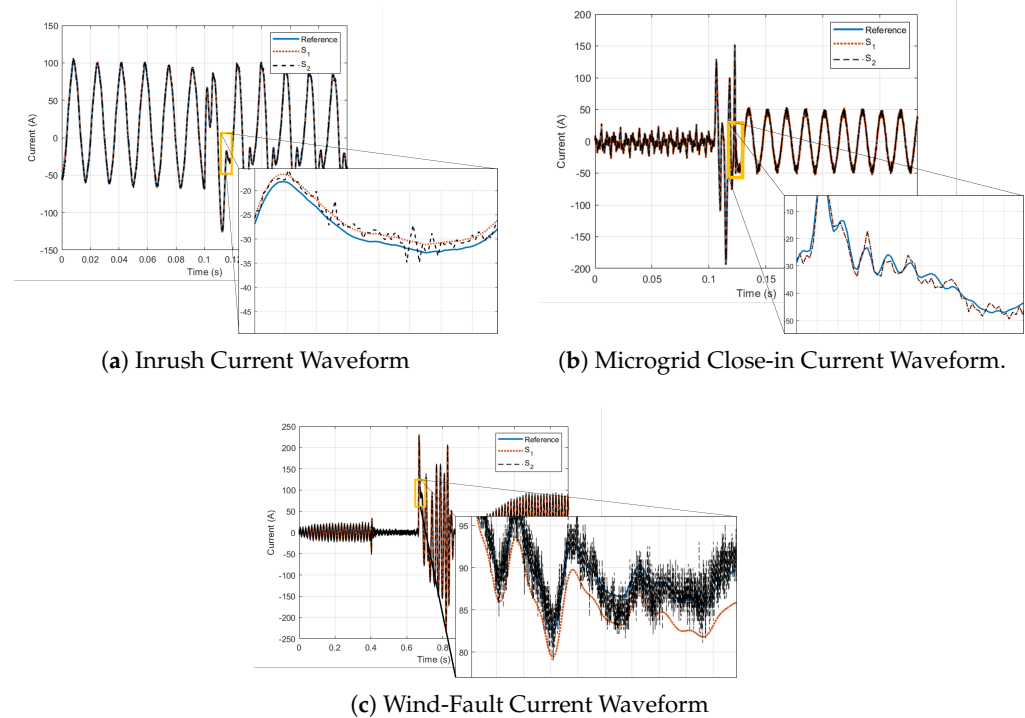 150
100
50
0
-50
-100
-150
Current (A)
Reference
S1
S2
0 0.02 0.04 0.06 0.08 0.1 0.12
Time (s)
-20
-25
-30
-35
-45
(a) Inrush Current Waveform
200
150
100
50
0
-50
-100
-150
-200
Current (A)
Reference
S1
S2
0 0.05 0.1 0.15
Time (s)
-10
-20
-30
(b) Microgrid Close-in Current Waveform.
250
200
150
100
50
0
-50
-100
-150
-200
-250
Current (A)
Reference
S1
S2
0 0.2 0.4 0.6 0.8
Time (s)
95
90
85
80
(c) Wind-Fault Current Waveform